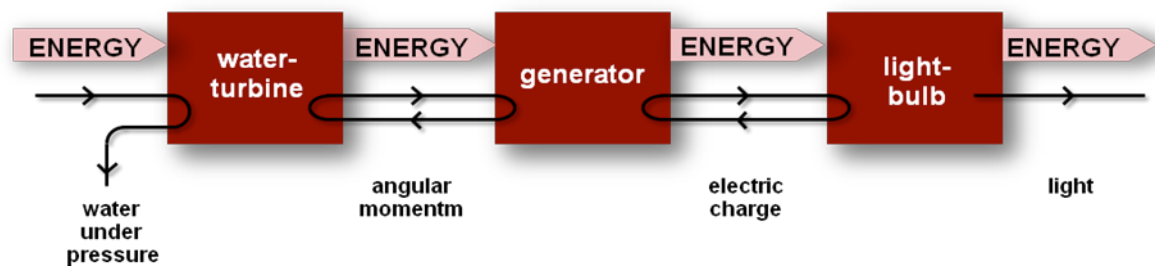 ENERGY
water-
turbine
ENERGY
generator
ENERGY
light-
bulb
ENERGY
water
under
pressure
angular
momentm
electric
charge
light